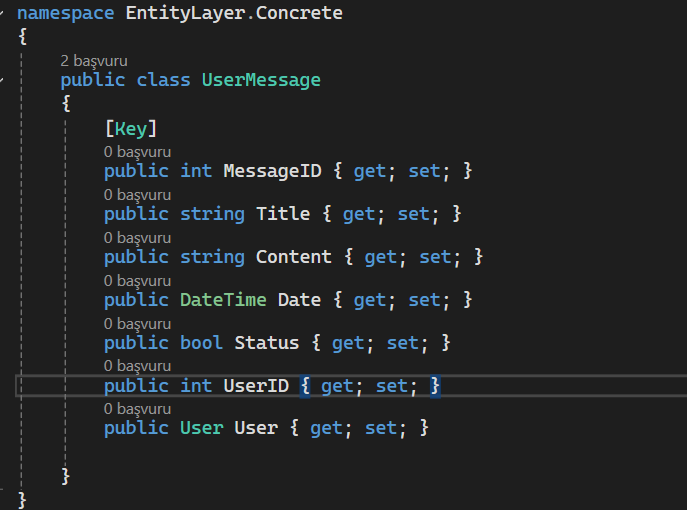 namespace EntityLayer.Concrete
{
2 başvuru
public class UserMessage
{
[Key]
0 başvuru
public int MessageID { get; set; }
0 başvuru
public string Title { get; set; }
0 başvuru
public string Content { get; set; }
0 başvuru
public DateTime Date { get; set; }
0 başvuru
public bool Status { get; set; }
0 başvuru
public int UserID { get; set; }
0 başvuru
public User User { get; set; }
}
}